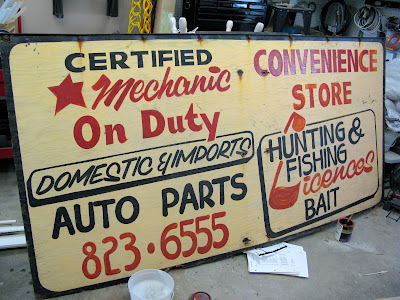 CERTIFIED
Mechanic
On Duty
DOMESTIC & IMPORTS
AUTO PARTS
823·6555
CONVENIENCE
STORE
HUNTING &
FISHING
Licences
BAIT